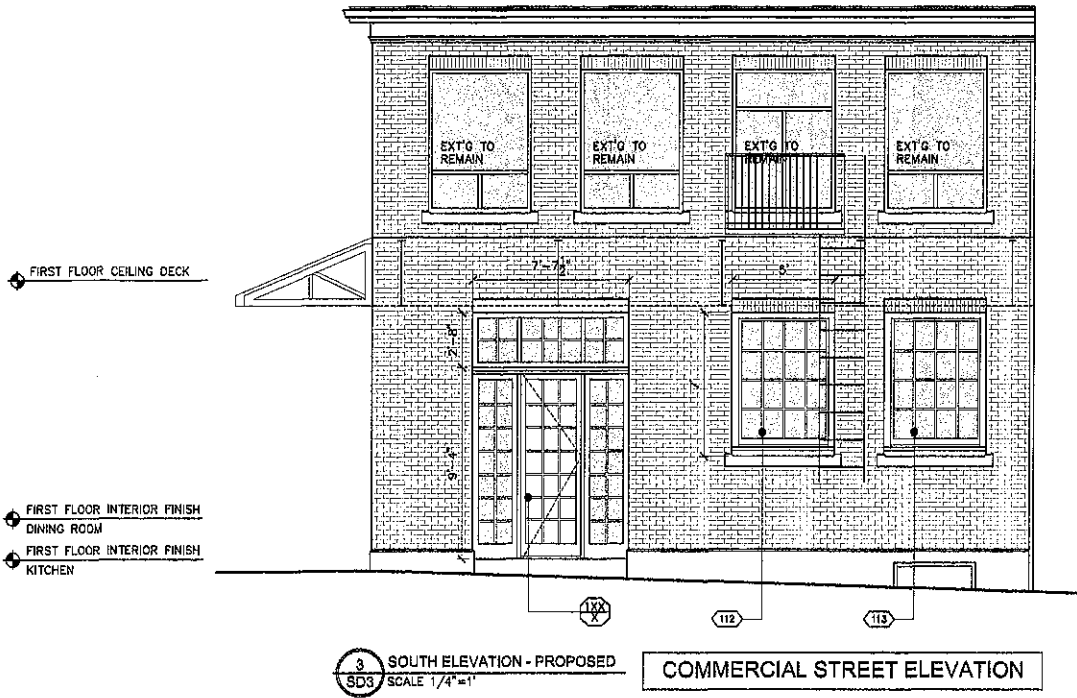 EXT'G TO
REMAIN
EXT'G TO
REMAIN
EXT'G TO
REMAIN
EXT'G TO
REMAIN
FIRST FLOOR CEILING DECK
7'-7½"
5'
2'-8"
9'-4"
FIRST FLOOR INTERIOR FINISH
DINING ROOM
FIRST FLOOR INTERIOR FINISH
KITCHEN
1XX
X
112
113
3
SD3
SOUTH ELEVATION - PROPOSED
SCALE 1/4"=1'
COMMERCIAL STREET ELEVATION